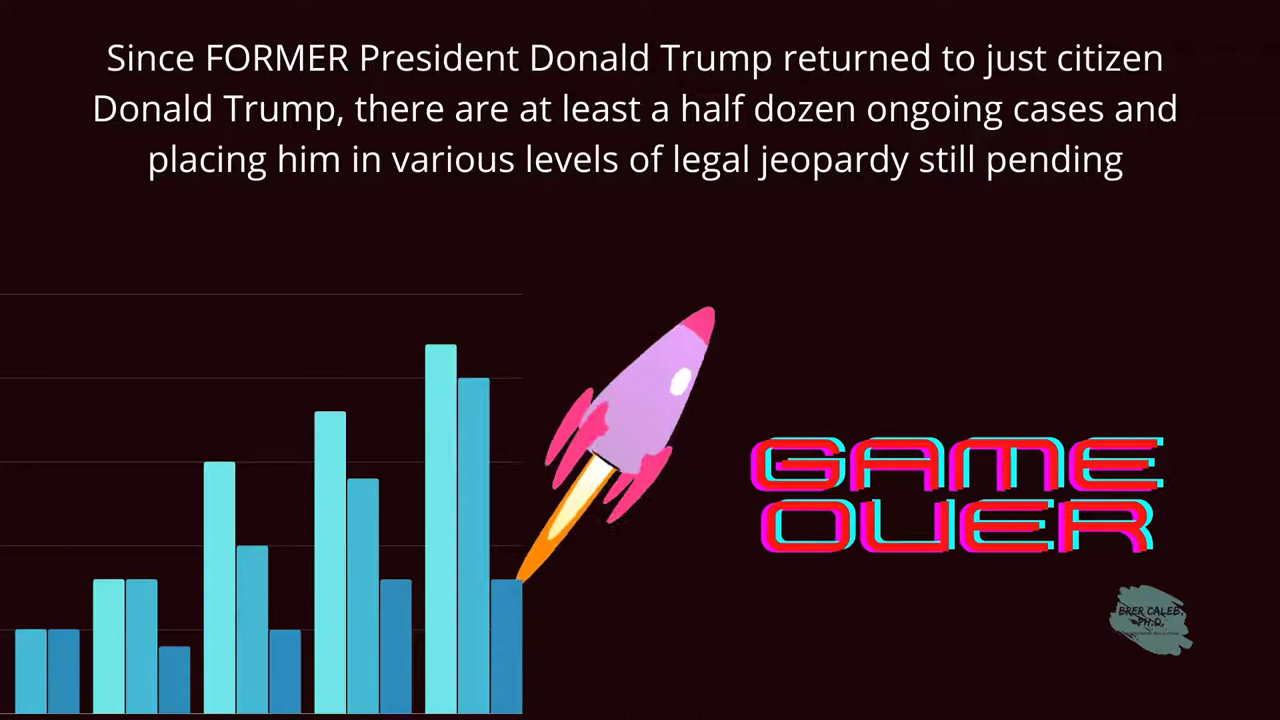 Since FORMER President Donald Trump returned to just citizen
Donald Trump, there are at least a half dozen ongoing cases and
placing him in various levels of legal jeopardy still pending
GAME
OVER
BRER CALEB,
PH.D.